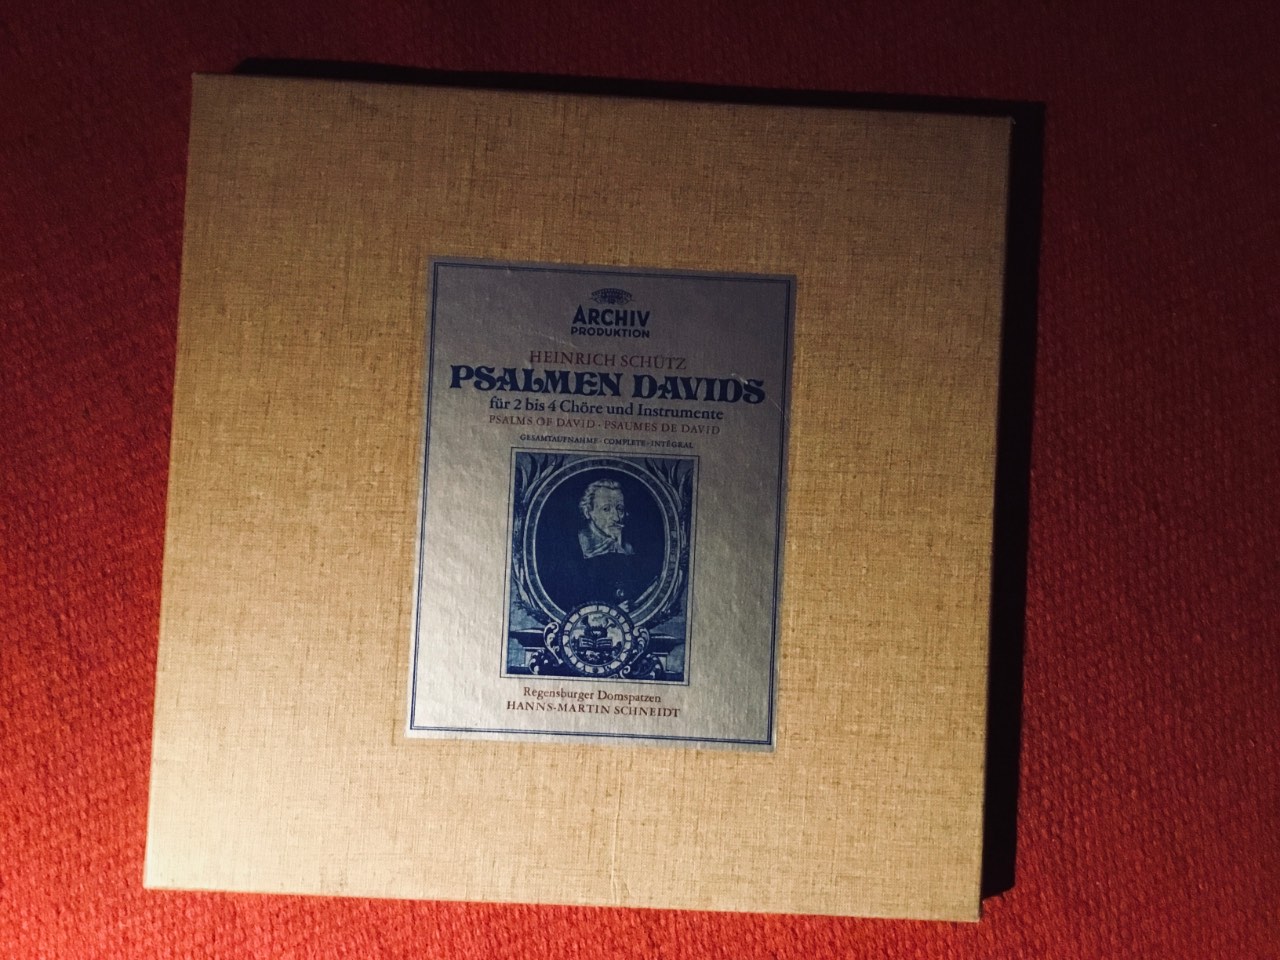 ARCHIV
PRODUKTION
HEINRICH SCHÜTZ
PSALMEN DAVIDS
für 2 bis 4 Chöre und Instrumente
PSALMS OF DAVID · PSAUMES DE DAVID
GESAMTAUFNAHME · COMPLETE · INTÉGRAL
Regensburger Domspatzen
HANNS-MARTIN SCHNEIDT